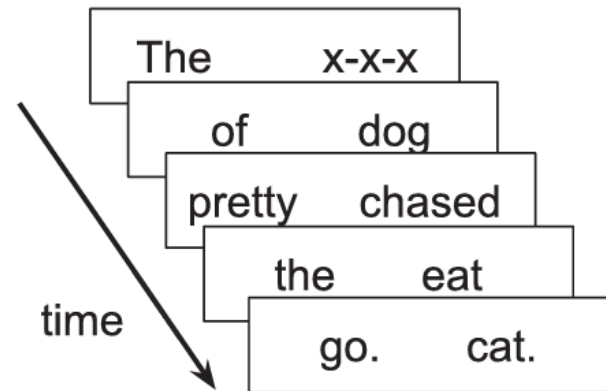 The x-x-x
of dog
pretty chased
the eat
time
go. cat.